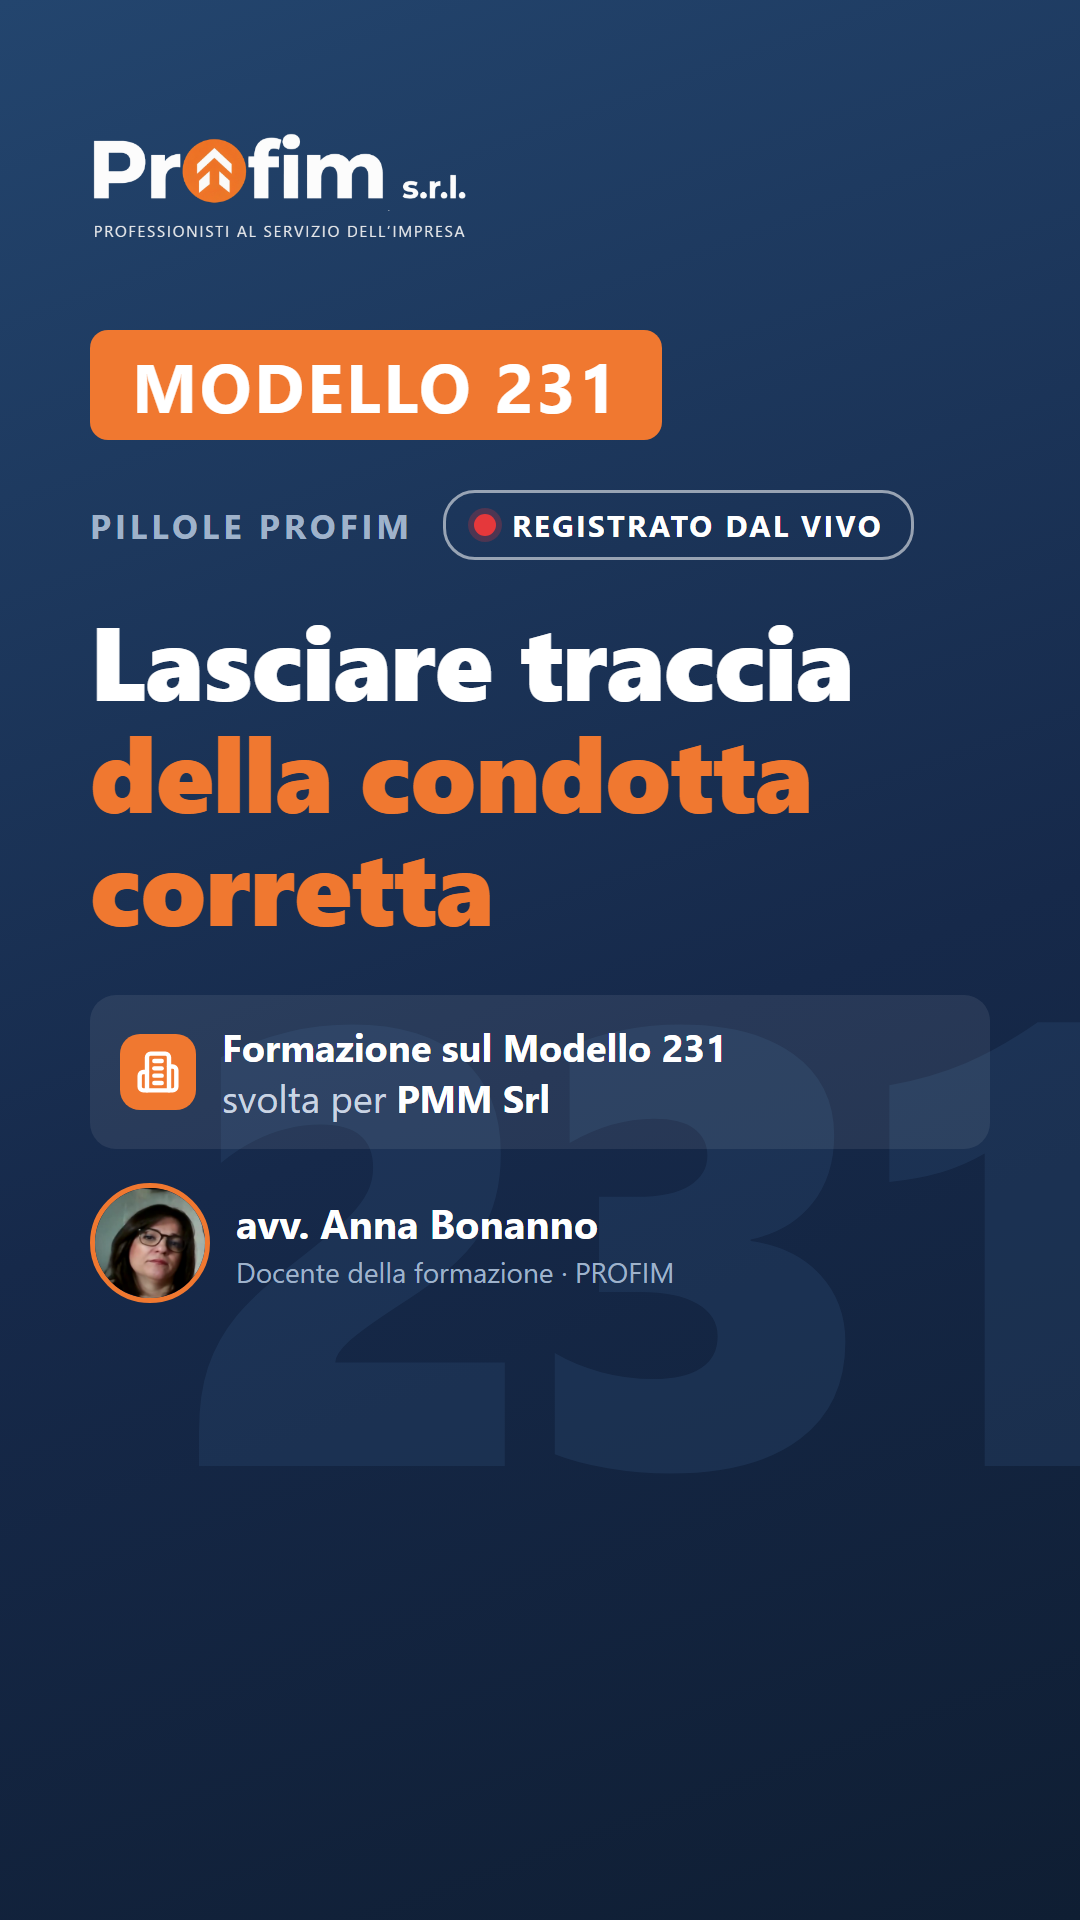 Profim s.r.l.
PROFESSIONISTI AL SERVIZIO DELL'IMPRESA
MODELLO 231
PILLOLE PROFIM
REGISTRATO DAL VIVO
Lasciare traccia
della condotta
corretta
Formazione sul Modello 231
svolta per PMM Srl
avv. Anna Bonanno
Docente della formazione · PROFIM
231